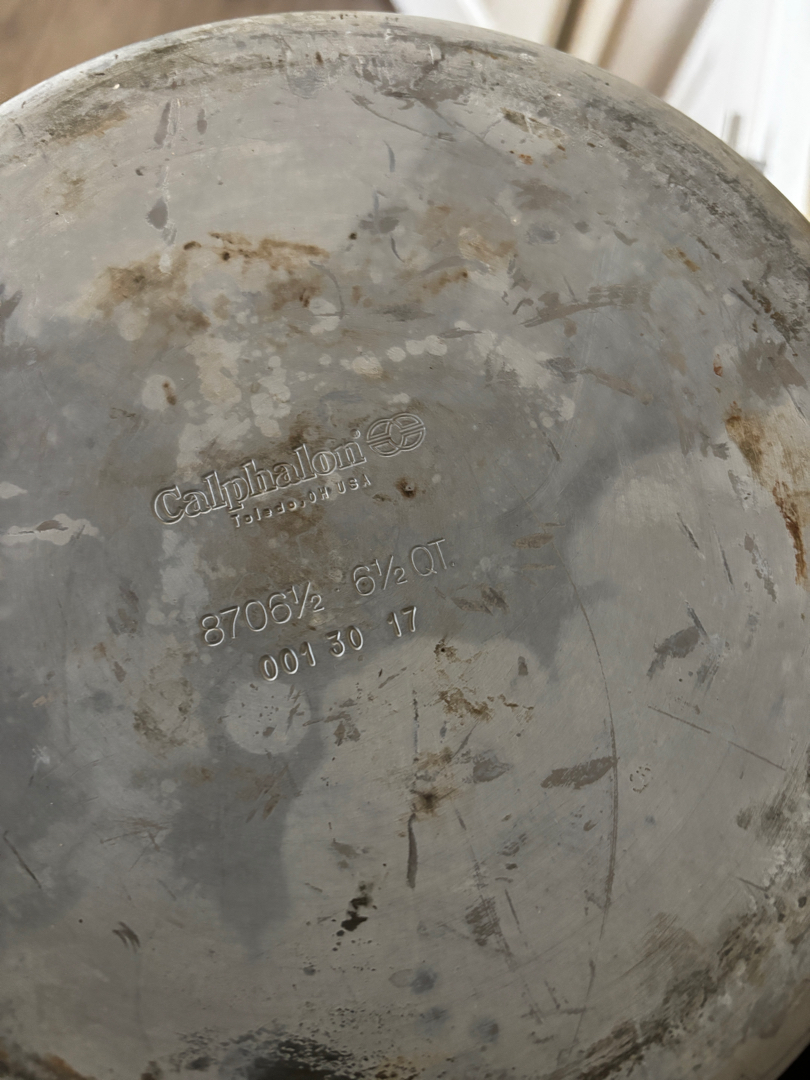 Calphalon
Toledo, OH USA
8706½ 6½ QT.
001 30 17